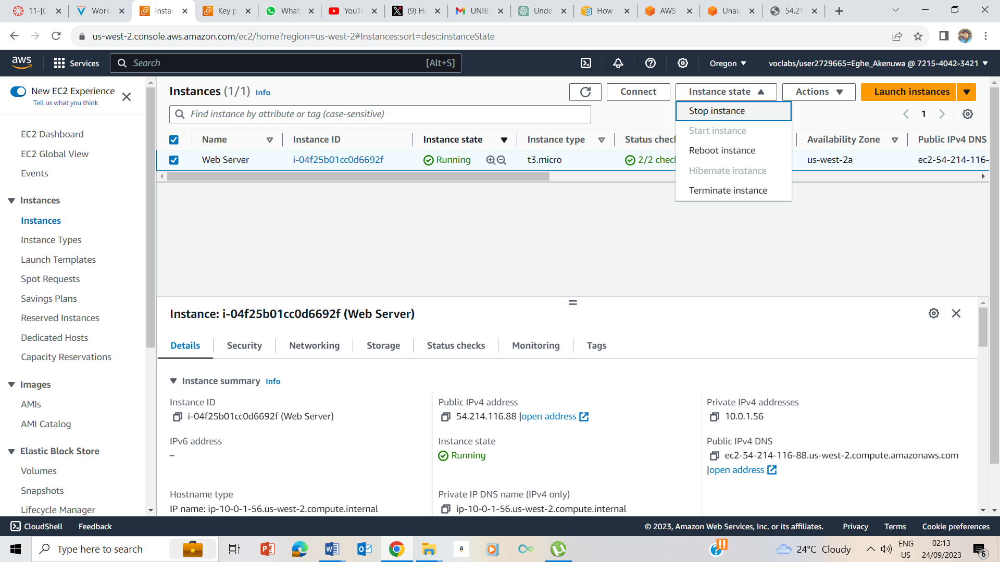 11-[C
Work
Instar
Key p
What
YouTu
(9) Ho
UNIBE
Unde
How
AWS
Unau
54.21
us-west-2.console.aws.amazon.com/ec2/home?region=us-west-2#Instances:sort=desc:instanceState
aws
Services
Search
[Alt+S]
Oregon
voclabs/user2729665=Eghe_Akenuwa @ 7215-4042-3421
New EC2 Experience
Tell us what you think
EC2 Dashboard
EC2 Global View
Events
Instances
Instances
Instance Types
Launch Templates
Spot Requests
Savings Plans
Reserved Instances
Dedicated Hosts
Capacity Reservations
Images
AMIs
AMI Catalog
Elastic Block Store
Volumes
Snapshots
Lifecycle Manager
Instances (1/1) Info
Connect
Instance state
Actions
Launch instances
Find instance by attribute or tag (case-sensitive)
1
Stop instance
Start instance
Reboot instance
Hibernate instance
Terminate instance
Name
Instance ID
Instance state
Instance type
Status check
Availability Zone
Public IPv4 DNS
Web Server
i-04f25b01cc0d6692f
Running
t3.micro
2/2 chec
us-west-2a
ec2-54-214-116-
Instance: i-04f25b01cc0d6692f (Web Server)
Details
Security
Networking
Storage
Status checks
Monitoring
Tags
Instance summary Info
Instance ID
i-04f25b01cc0d6692f (Web Server)
Public IPv4 address
54.214.116.88 |open address
Private IPv4 addresses
10.0.1.56
IPv6 address
–
Instance state
Running
Public IPv4 DNS
ec2-54-214-116-88.us-west-2.compute.amazonaws.com
|open address
Hostname type
IP name: ip-10-0-1-56.us-west-2.compute.internal
Private IP DNS name (IPv4 only)
ip-10-0-1-56.us-west-2.compute.internal
CloudShell
Feedback
© 2023, Amazon Web Services, Inc. or its affiliates.
Privacy
Terms
Cookie preferences
Type here to search
a
24°C Cloudy
ENG
US
02:13
24/09/2023
6